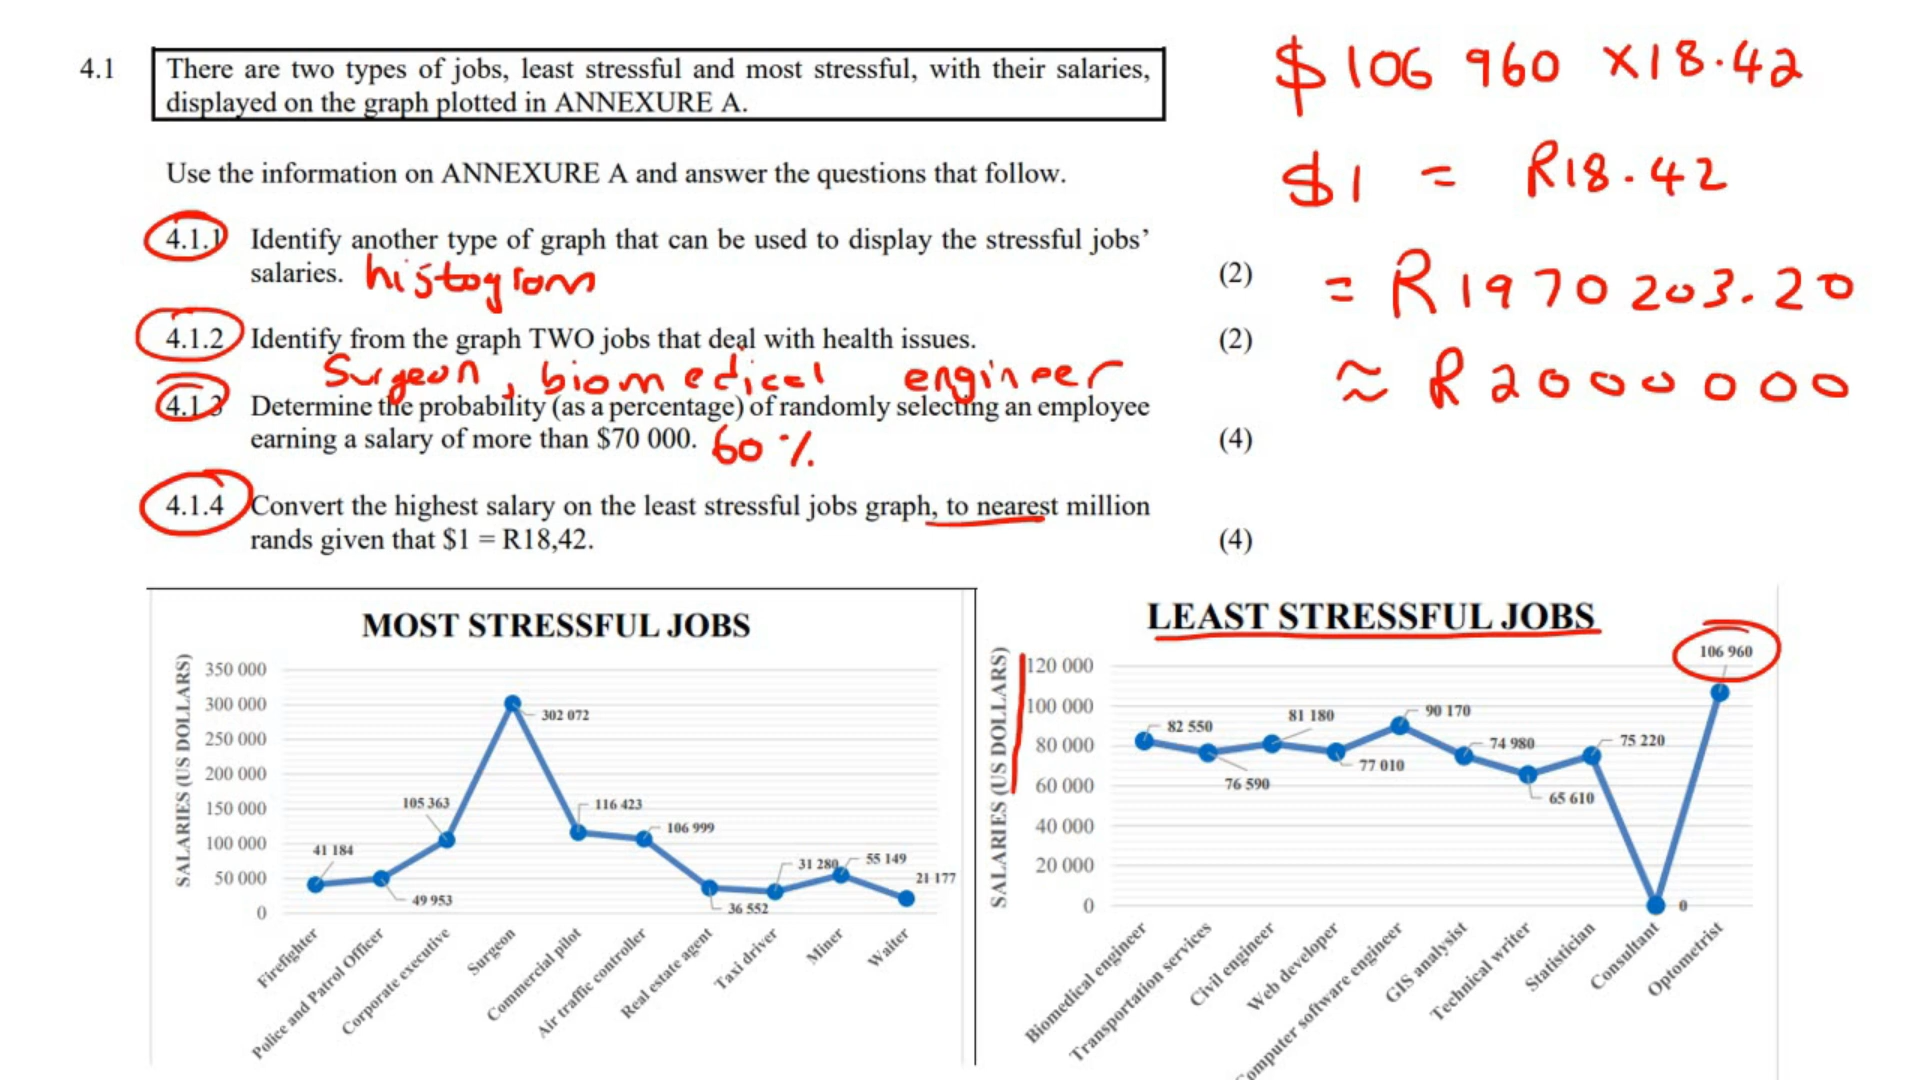 4.1 There are two types of jobs, least stressful and most stressful, with their salaries,
displayed on the graph plotted in ANNEXURE A.
Use the information on ANNEXURE A and answer the questions that follow.
4.1.1 Identify another type of graph that can be used to display the stressful jobs’
salaries. histogram (2)
4.1.2 Identify from the graph TWO jobs that deal with health issues. (2)
Surgeon, biomedical engineer
4.1.3 Determine the probability (as a percentage) of randomly selecting an employee
earning a salary of more than $70 000. 60% (4)
4.1.4 Convert the highest salary on the least stressful jobs graph, to nearest million
rands given that $1 = R18,42. (4)
$106 960 ×18.42
$1 = R18.42
= R1970203.20
≈ R2000000
MOST STRESSFUL JOBS
SALARIES (US DOLLARS)
350 000
300 000
250 000
200 000
150 000
100 000
50 000
0
41 184
49 953
105 363
302 072
116 423
106 999
36 552
31 280
55 149
21 177
Firefighter
Police and Patrol Officer
Corporate executive
Surgeon
Commercial pilot
Air traffic controller
Real estate agent
Taxi driver
Miner
Waiter
LEAST STRESSFUL JOBS
SALARIES (US DOLLARS)
120 000
100 000
80 000
60 000
40 000
20 000
0
82 550
76 590
81 180
77 010
90 170
74 980
65 610
75 220
0
106 960
Biomedical engineer
Transportation services
Civil engineer
Web developer
omputer software engineer
GIS analysist
Technical writer
Statistician
Consultant
Optometrist